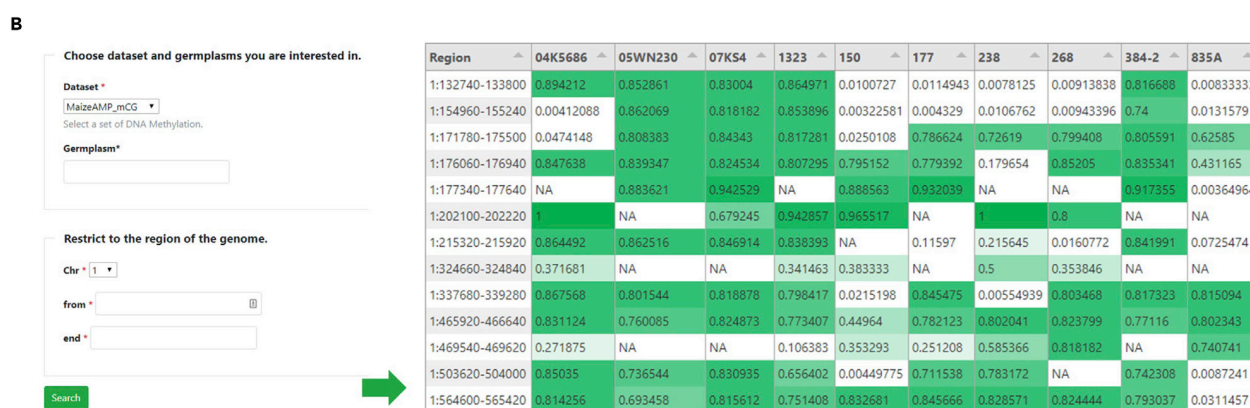 B
Choose dataset and germplasms you are interested in.
Dataset *
MaizeAMP_mCG
Select a set of DNA Methylation.
Germplasm*
Restrict to the region of the genome.
Chr * 1
from *
end *
Search
Region 04K5686 05WN230 07KS4 1323 150 177 238 268 384-2 835A
1:132740-133800 0.894212 0.852861 0.83004 0.864971 0.0100727 0.0114943 0.0078125 0.00913838 0.816688 0.0083333
1:154960-155240 0.00412088 0.862069 0.818182 0.853896 0.00322581 0.004329 0.0106762 0.00943396 0.74 0.0131579
1:171780-175500 0.0474148 0.808383 0.84343 0.817281 0.0250108 0.786624 0.72619 0.799408 0.805591 0.62585
1:176060-176940 0.847638 0.839347 0.824534 0.807295 0.795152 0.779392 0.179654 0.85205 0.835341 0.431165
1:177340-177640 NA 0.883621 0.942529 NA 0.888563 0.932039 NA NA 0.917355 0.0036496
1:202100-202220 1 NA 0.679245 0.942857 0.965517 NA 1 0.8 NA NA
1:215320-215920 0.864492 0.862516 0.846914 0.838393 NA 0.11597 0.215645 0.0160772 0.841991 0.0725474
1:324660-324840 0.371681 NA NA 0.341463 0.383333 NA 0.5 0.353846 NA NA
1:337680-339280 0.867568 0.801544 0.818878 0.798417 0.0215198 0.845475 0.00554939 0.803468 0.817323 0.815094
1:465920-466640 0.831124 0.760085 0.824873 0.773407 0.44964 0.782123 0.802041 0.823799 0.77116 0.802343
1:469540-469620 0.271875 NA NA 0.106383 0.353293 0.251208 0.585366 0.818182 NA 0.740741
1:503620-504000 0.85035 0.736544 0.830935 0.656402 0.00449775 0.711538 0.783172 NA 0.742308 0.0087241
1:564600-565420 0.814256 0.693458 0.815612 0.751408 0.832681 0.845666 0.828571 0.824444 0.793037 0.0311457